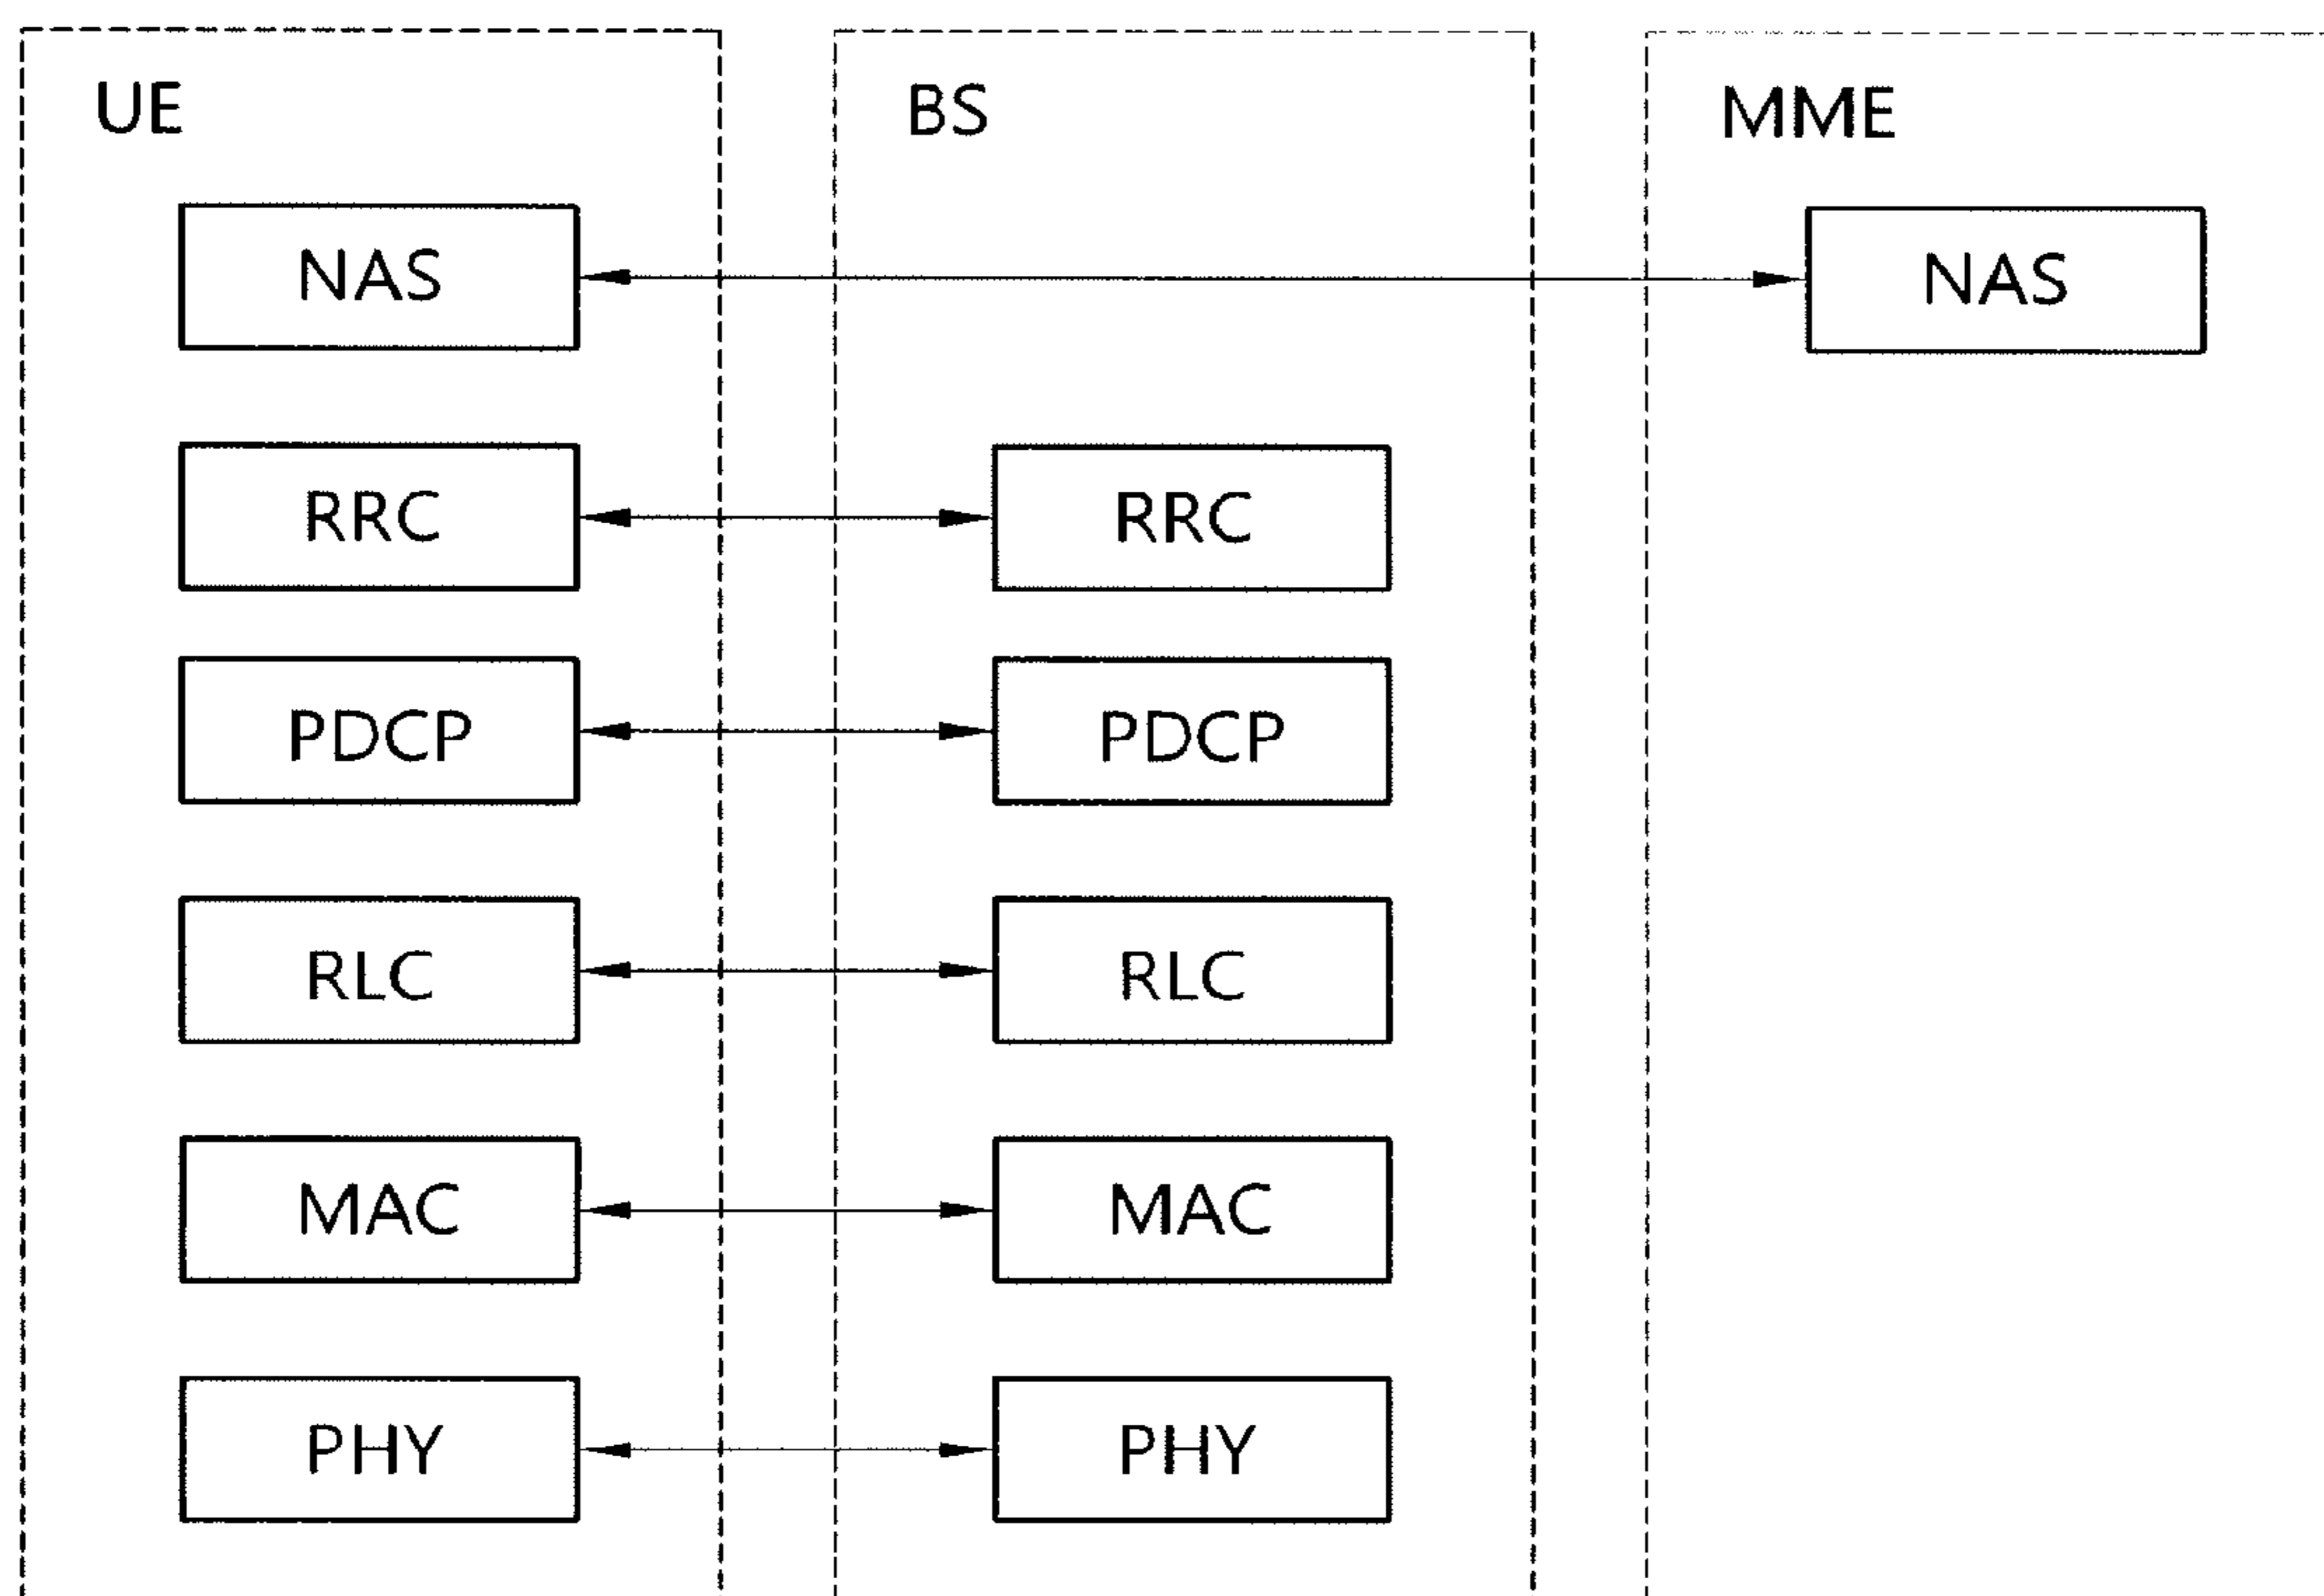 UE BS MME
NAS NAS
RRC RRC
PDCP PDCP
RLC RLC
MAC MAC
PHY PHY